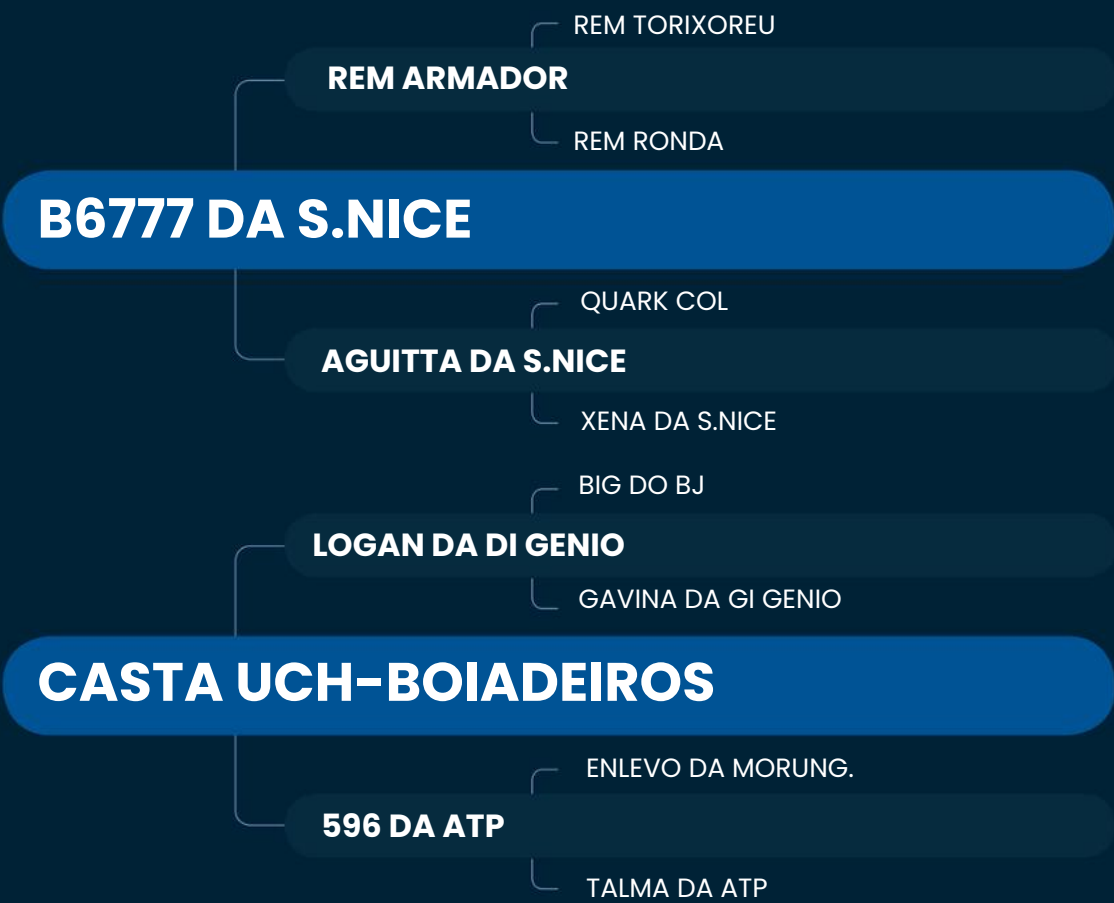 REM TORIXOREU
REM ARMADOR
REM RONDA
B6777 DA S.NICE
QUARK COL
AGUITTA DA S.NICE
XENA DA S.NICE
BIG DO BJ
LOGAN DA DI GENIO
GAVINA DA GI GENIO
CASTA UCH-BOIADEIROS
ENLEVO DA MORUNG.
596 DA ATP
TALMA DA ATP